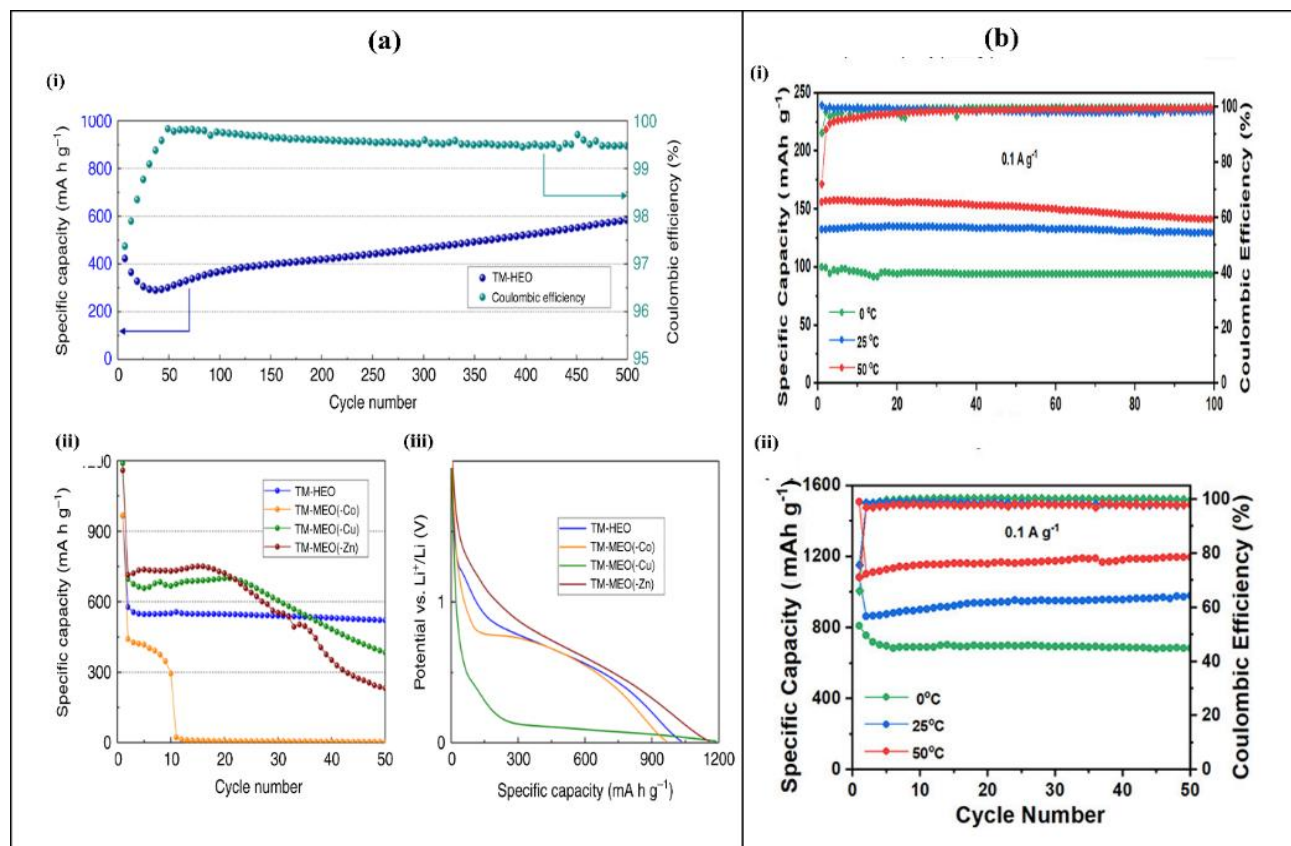 (a)
(i)
Specific capacity (mA h g⁻¹)
1000
800
600
400
200
0
100
99
98
97
96
95
Coulombic efficiency (%)
TM-HEO
Coulombic efficiency
0 50 100 150 200 250 300 350 400 450 500
Cycle number
(ii)
Specific capacity (mA h g⁻¹)
900
600
300
0
TM-HEO
TM-MEO(-Co)
TM-MEO(-Cu)
TM-MEO(-Zn)
0 10 20 30 40 50
Cycle number
(iii)
Potential vs. Li⁺/Li (V)
1
0
TM-HEO
TM-MEO(-Co)
TM-MEO(-Cu)
TM-MEO(-Zn)
0 300 600 900 1200
Specific capacity (mA h g⁻¹)
(b)
(i)
Specific Capacity ( mAh g⁻¹)
250
225
200
175
150
125
100
75
50
25
0
100
80
60
40
20
0
Coulombic Efficiency (%)
0.1 A g⁻¹
0 °C
25 °C
50 °C
0 20 40 60 80 100
(ii)
Specific Capacity ( mAh g⁻¹)
1600
1200
800
400
0
100
80
60
40
20
0
Coulombic Efficiency (%)
0.1 A g⁻¹
0°C
25°C
50°C
0 10 20 30 40 50
Cycle Number